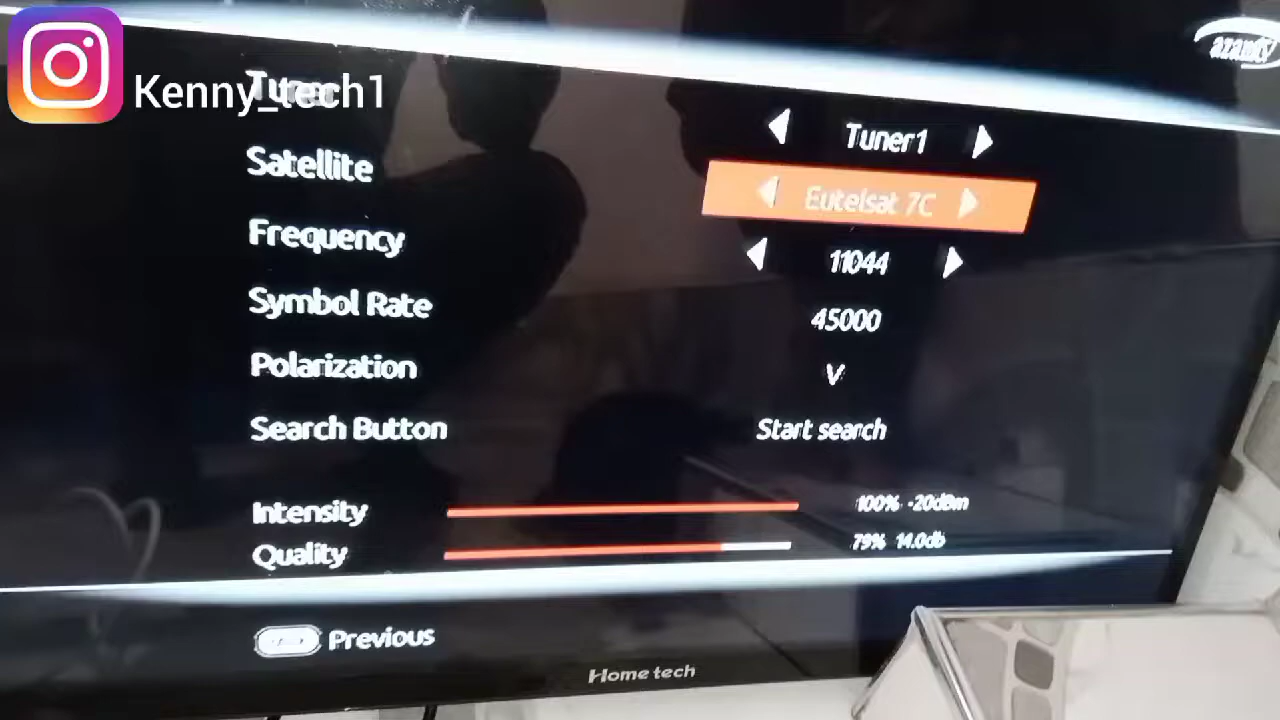 Kenny_tech1
Tuner
Tuner1
azamtv
Satellite
Eutelsat 7C
Frequency
11044
Symbol Rate
45000
Polarization
V
Search Button
Start search
Intensity
100% -20dBm
Quality
79% 14.0db
Previous
Home tech